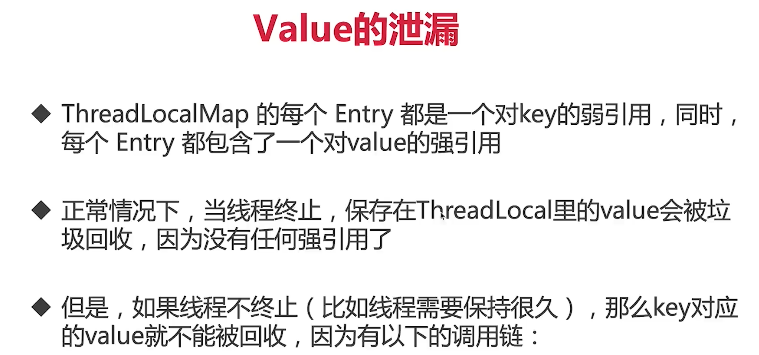 Value的泄漏
◆ ThreadLocalMap 的每个 Entry 都是一个对key的弱引用，同时，
每个 Entry 都包含了一个对value的强引用
◆ 正常情况下，当线程终止，保存在ThreadLocal里的value会被垃
圾回收，因为没有任何强引用了
◆ 但是，如果线程不终止（比如线程需要保持很久），那么key对应
的value就不能被回收，因为有以下的调用链：